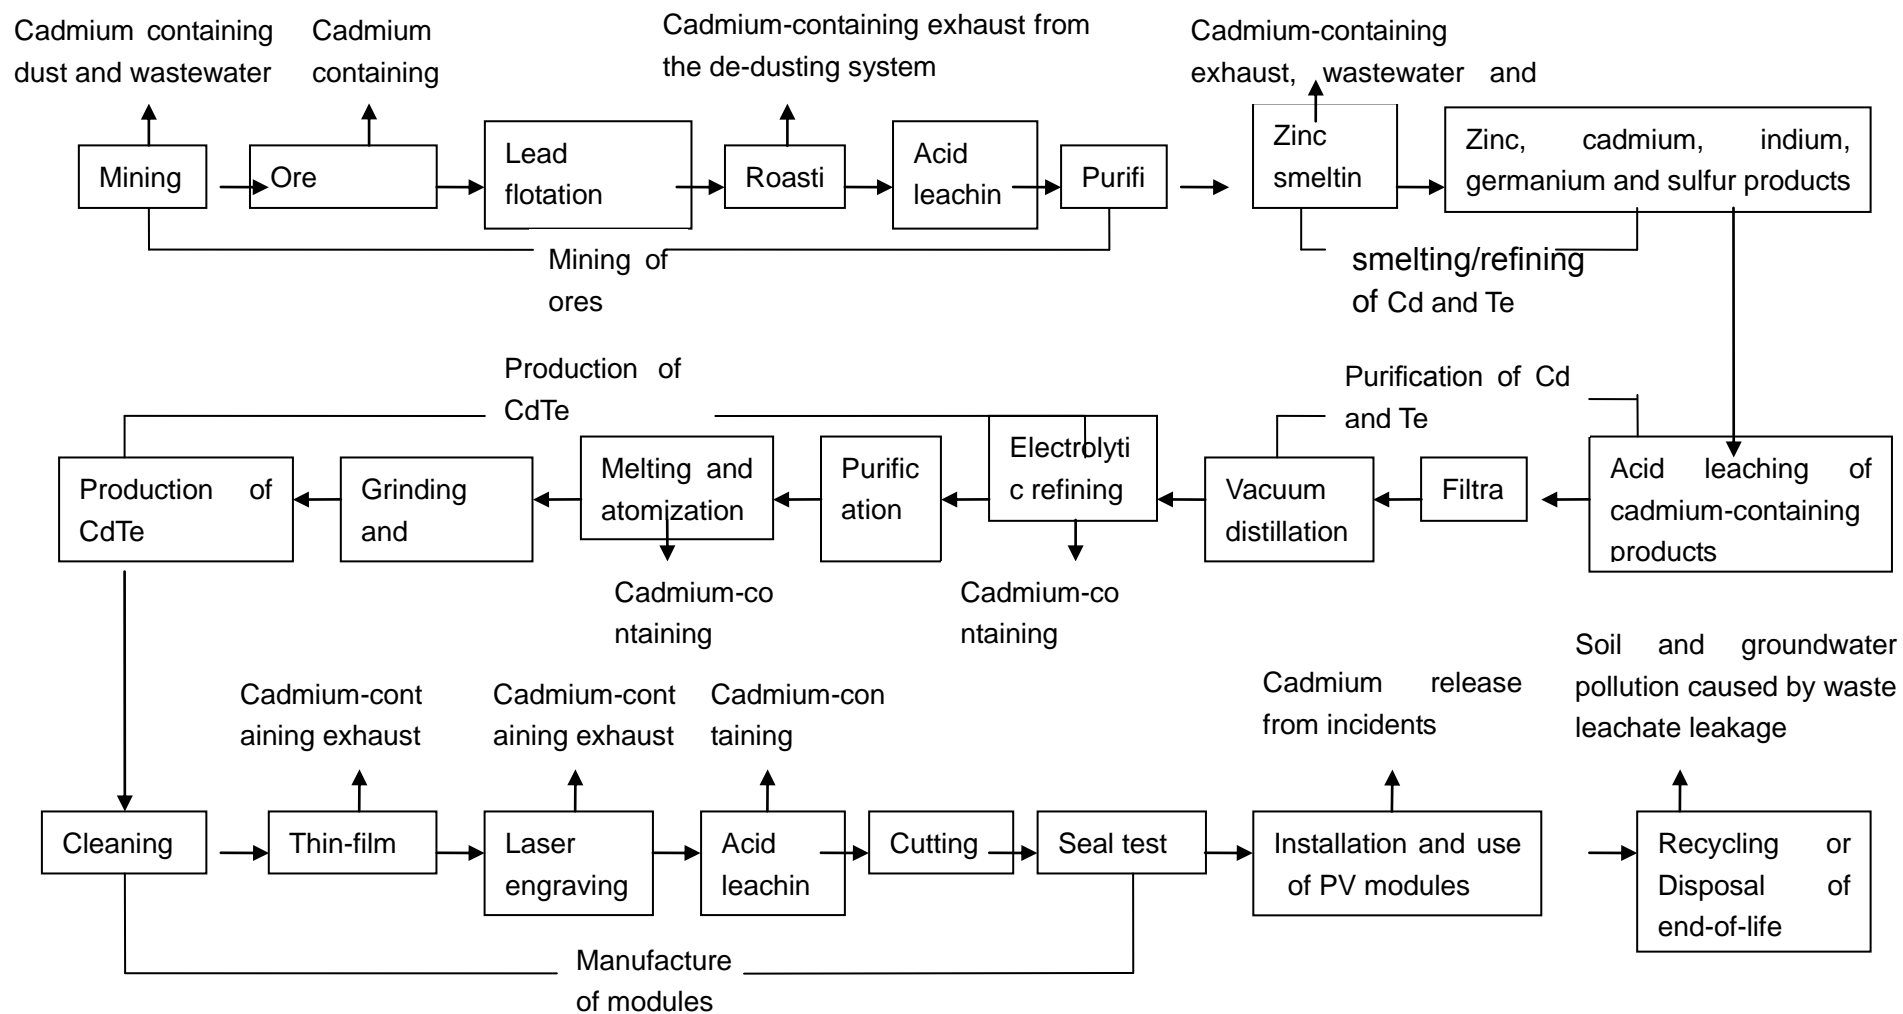 Cadmium containing
dust and wastewater
Cadmium
containing
Cadmium-containing exhaust from
the de-dusting system
Cadmium-containing
exhaust, wastewater and
Mining
Ore
Lead
flotation
Roasti
Acid
leachin
Purifi
Zinc
smeltin
Zinc, cadmium, indium,
germanium and sulfur products
Mining of
ores
smelting/refining
of Cd and Te
Production of
CdTe
Purification of Cd
and Te
Production of
CdTe
Grinding
and
Melting and
atomization
Purific
ation
Electrolyti
c refining
Vacuum
distillation
Filtra
Acid leaching of
cadmium-containing
products
Cadmium-co
ntaining
Cadmium-co
ntaining
Cadmium-cont
aining exhaust
Cadmium-cont
aining exhaust
Cadmium-con
taining
Cadmium release
from incidents
Soil and groundwater
pollution caused by waste
leachate leakage
Cleaning
Thin-film
Laser
engraving
Acid
leachin
Cutting
Seal test
Installation and use
of PV modules
Recycling or
Disposal of
end-of-life
Manufacture
of modules